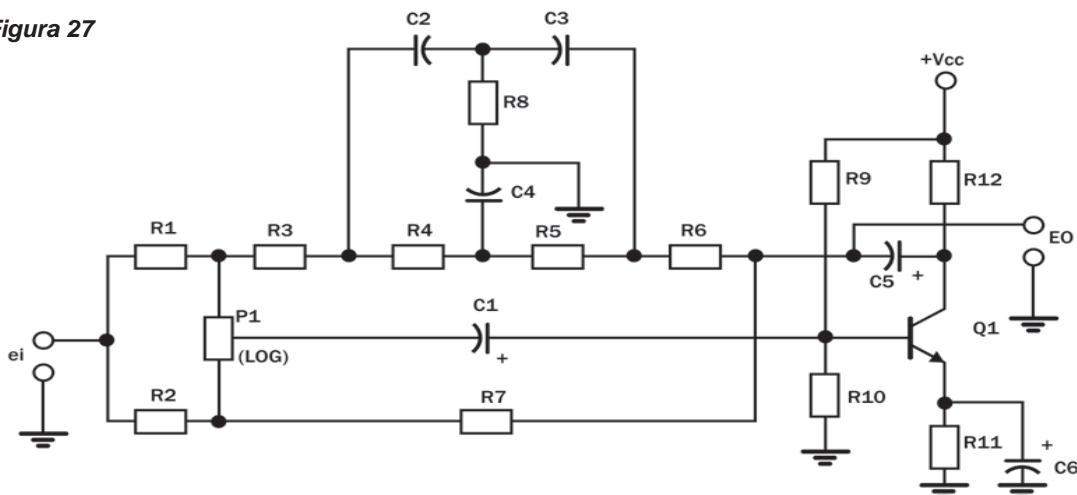 Figura 27
C2
C3
+Vcc
R8
R9
R12
C4
R1
R3
R4
R5
R6
EO
C5
+
P1
(LOG)
C1
+
Q1
ei
R2
R7
R10
R11
+
C6